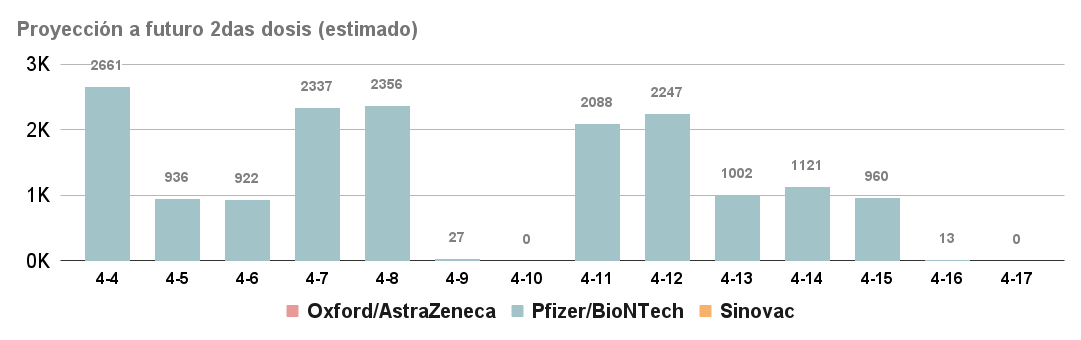 Proyección a futuro 2das dosis (estimado)
3K
2K
1K
0K
2661
936
922
2337
2356
27
0
2088
2247
1002
1121
960
13
0
4-4 4-5 4-6 4-7 4-8 4-9 4-10 4-11 4-12 4-13 4-14 4-15 4-16 4-17
Oxford/AstraZeneca Pfizer/BioNTech Sinovac